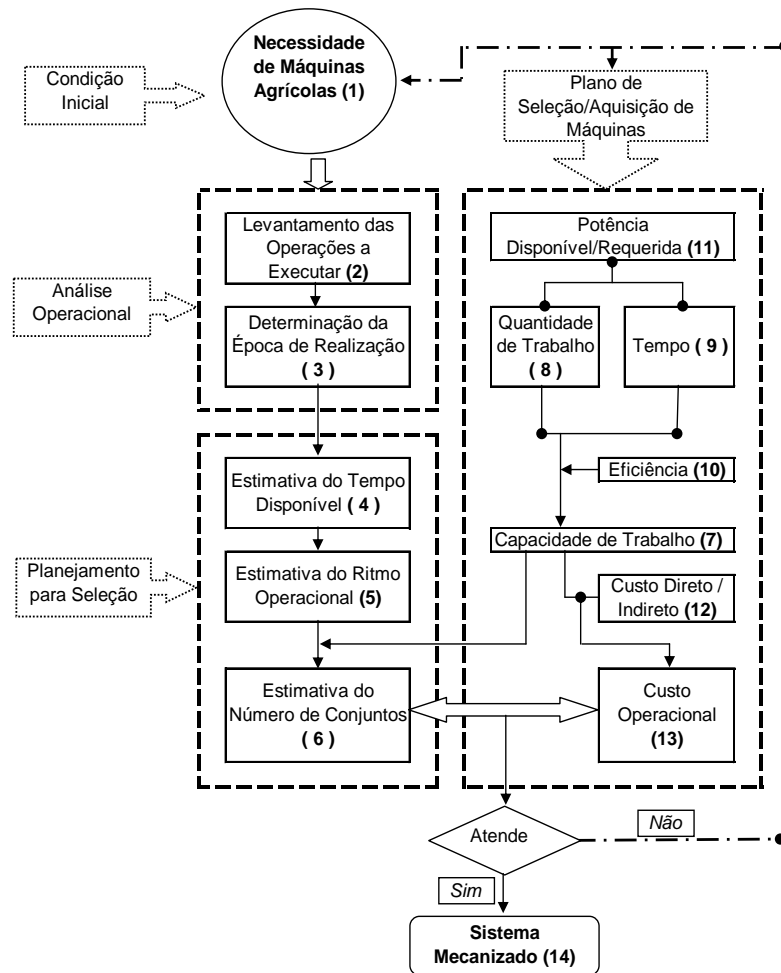 Necessidade
de Máquinas
Agrícolas (1)
Condição
Inicial
Plano de
Seleção/Aquisição de
Máquinas
Levantamento das
Operações a
Executar (2)
Potência
Disponível/Requerida (11)
Análise
Operacional
Determinação da
Época de Realização
( 3 )
Quantidade
de Trabalho
( 8 )
Tempo ( 9 )
Estimativa do Tempo
Disponível ( 4 )
Eficiência (10)
Capacidade de Trabalho (7)
Planejamento
para Seleção
Estimativa do Ritmo
Operacional (5)
Custo Direto /
Indireto (12)
Estimativa do
Número de Conjuntos
( 6 )
Custo
Operacional
(13)
Atende
Não
Sim
Sistema
Mecanizado (14)